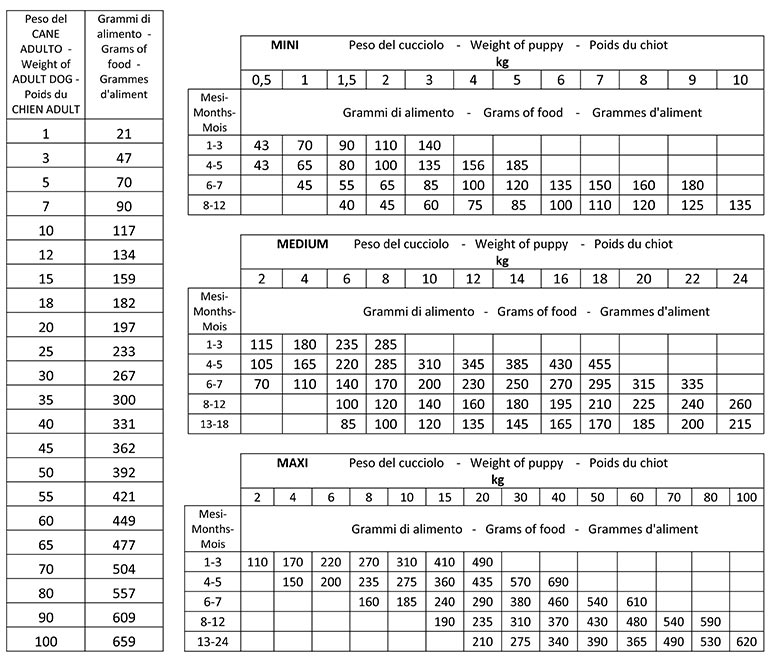 Peso del Grammi di
CANE alimento -
ADULTO - Grams of
Weight of food -
ADULT DOG - Grammes
Poids du d'aliment
CHIEN ADULT
1 21
3 47
5 70
7 90
10 117
12 134
15 159
18 182
20 197
25 233
30 267
35 300
40 331
45 362
50 392
55 421
60 449
65 477
70 504
80 557
90 609
100 659
MINI Peso del cucciolo - Weight of puppy - Poids du chiot
kg
0,5 1 1,5 2 3 4 5 6 7 8 9 10
Mesi-
Months-
Mois
Grammi di alimento - Grams of food - Grammes d'aliment
1-3 43 70 90 110 140
4-5 43 65 80 100 135 156 185
6-7 45 55 65 85 100 120 135 150 160 180
8-12 40 45 60 75 85 100 110 120 125 135
MEDIUM Peso del cucciolo - Weight of puppy - Poids du chiot
kg
2 4 6 8 10 12 14 16 18 20 22 24
Mesi-
Months-
Mois
Grammi di alimento - Grams of food - Grammes d'aliment
1-3 115 180 235 285
4-5 105 165 220 285 310 345 385 430 455
6-7 70 110 140 170 200 230 250 270 295 315 335
8-12 100 120 140 160 180 195 210 225 240 260
13-18 85 100 120 135 145 165 170 185 200 215
MAXI Peso del cucciolo - Weight of puppy - Poids du chiot
kg
2 4 6 8 10 15 20 30 40 50 60 70 80 100
Mesi-
Months-
Mois
Grammi di alimento - Grams of food - Grammes d'aliment
1-3 110 170 220 270 310 410 490
4-5 150 200 235 275 360 435 570 690
6-7 160 185 240 290 380 460 540 610
8-12 190 235 310 370 430 480 540 590
13-24 210 275 340 390 365 490 530 620